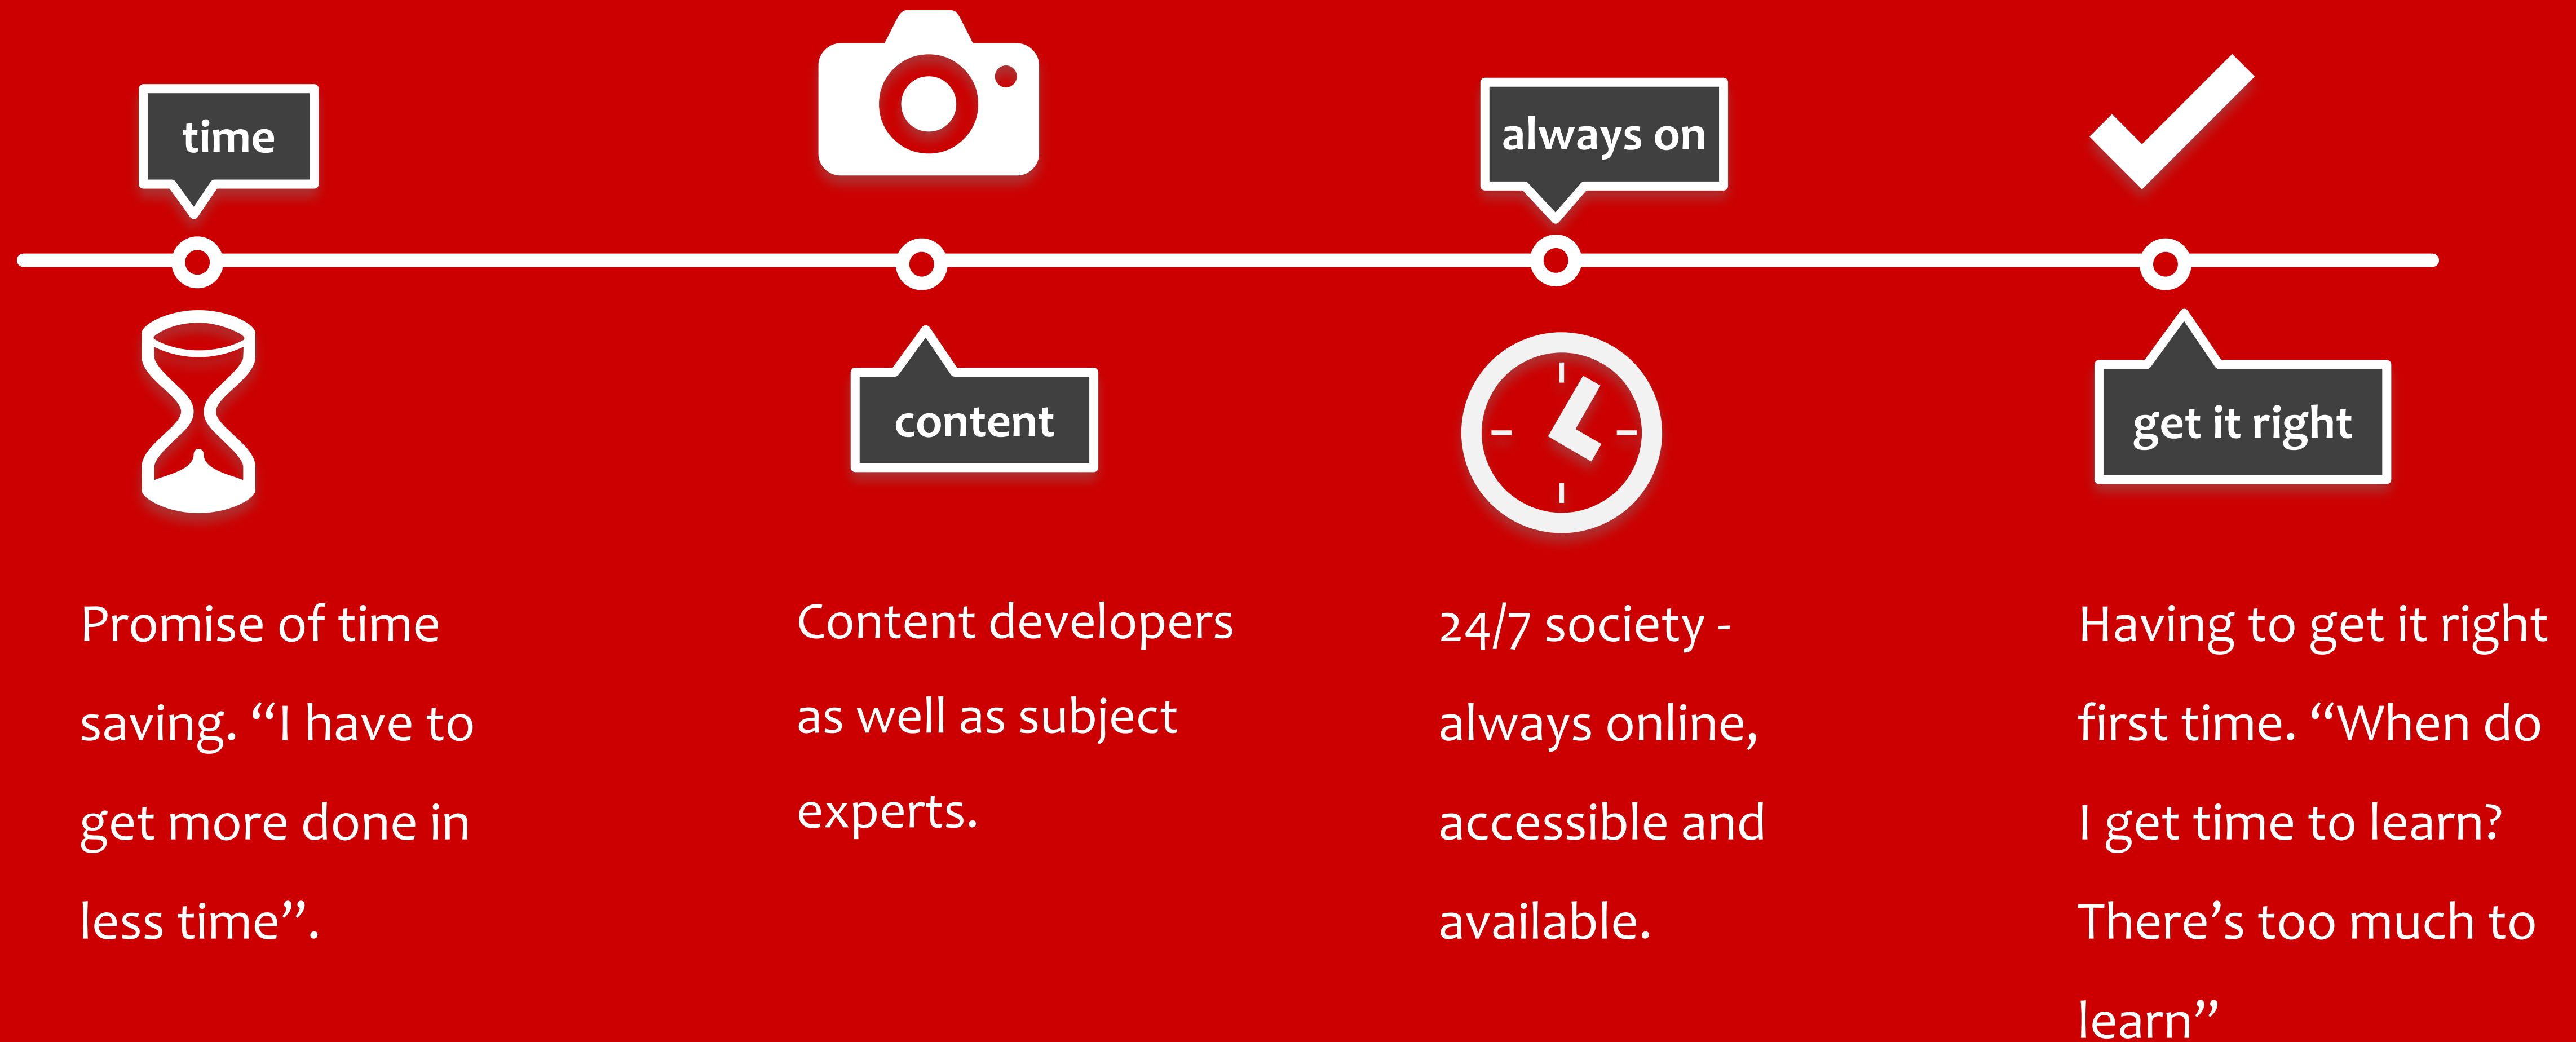 time
always on
content
get it right
Promise of time
saving. “I have to
get more done in
less time”.
Content developers
as well as subject
experts.
24/7 society -
always online,
accessible and
available.
Having to get it right
first time. “When do
I get time to learn?
There’s too much to
learn”